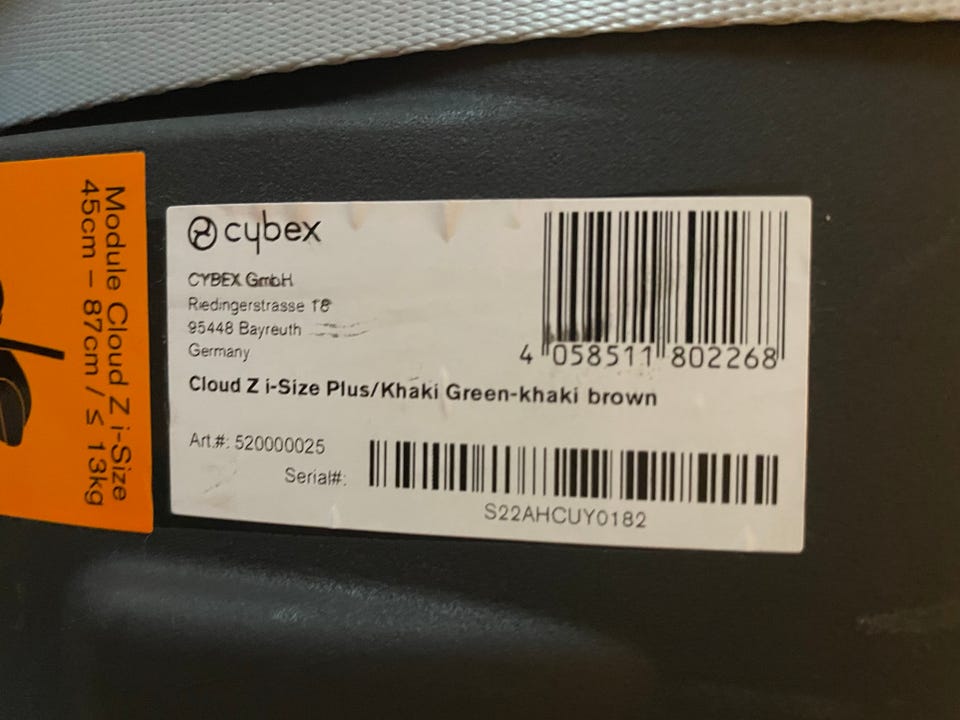 Module Cloud Z i-Size
45cm – 87cm / ≤ 13kg
cybex
CYBEX GmbH
Riedingerstrasse 18
95448 Bayreuth
Germany
4 058511 802268
Cloud Z i-Size Plus/Khaki Green-khaki brown
Art.#: 520000025
Serial#:
S22AHCUY0182